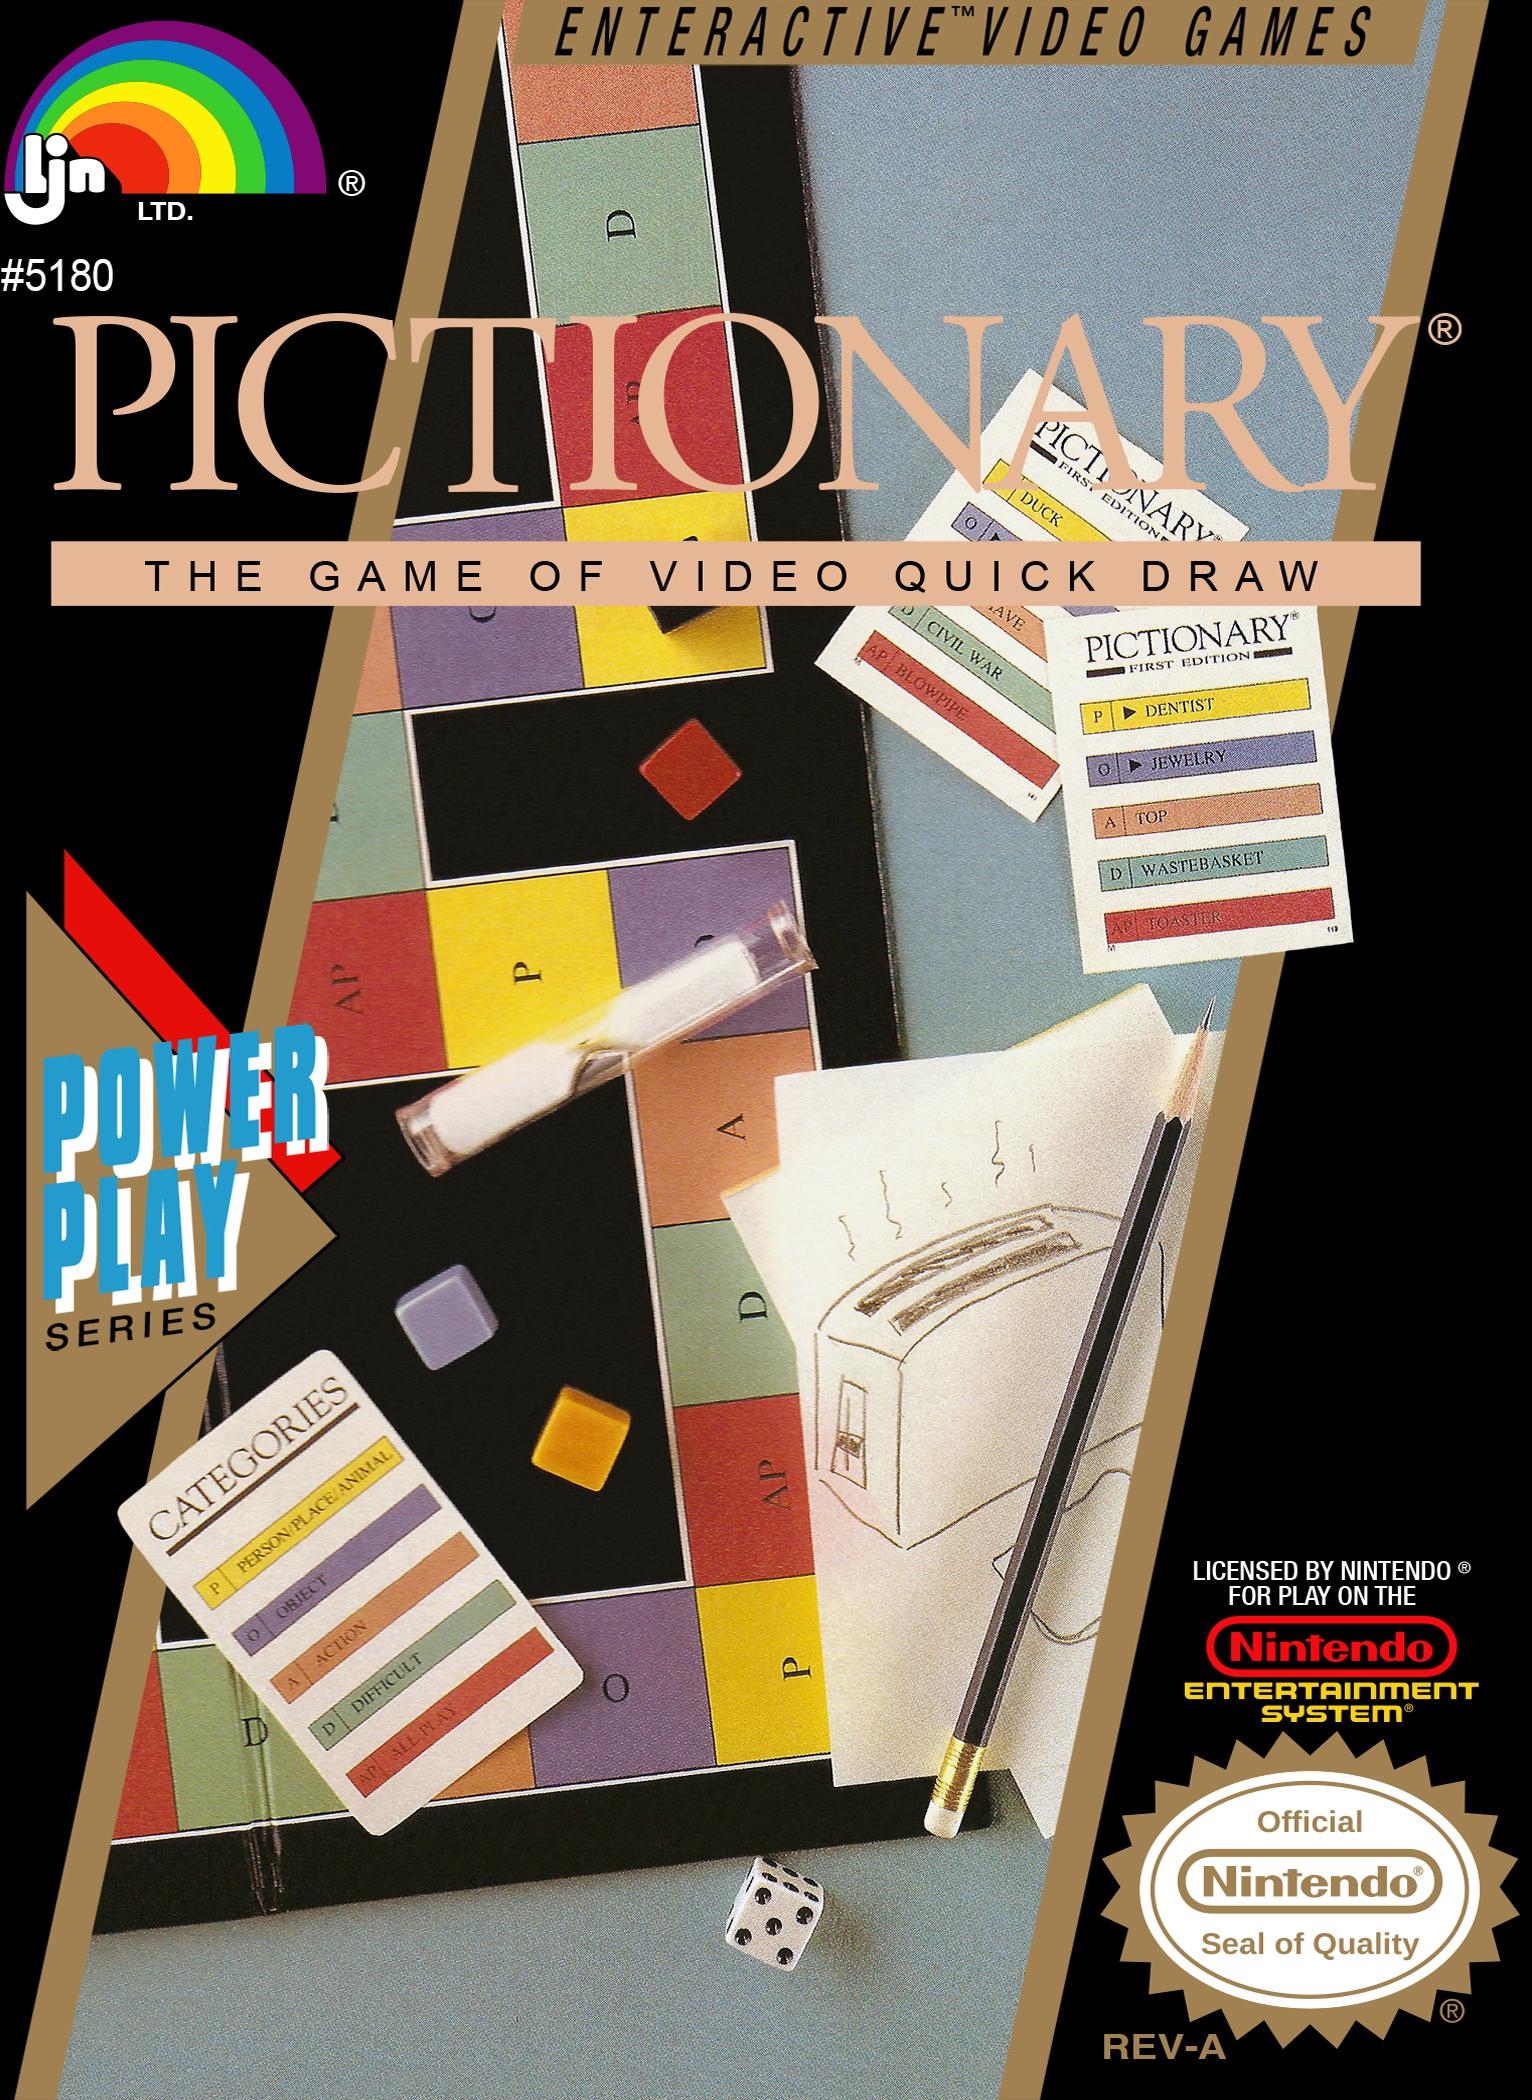 ENTERACTIVE™ VIDEO GAMES
ljn
LTD.
®
#5180
PICTIONARY®
THE GAME OF VIDEO QUICK DRAW
D
AP
PICTIONARY®
FIRST EDITION
DUCK
O
D CIVIL WAR
AP BLOWPIPE
M
PICTIONARY®
FIRST EDITION
P ▶ DENTIST
O ▶ JEWELRY
A TOP
D WASTEBASKET
AP TOASTER
M
119
AP
P
A
D
AP
P
O
D
POWER
PLAY
SERIES
CATEGORIES
P PERSON/PLACE/ANIMAL
O OBJECT
A ACTION
D DIFFICULT
AP ALL PLAY
LICENSED BY NINTENDO®
FOR PLAY ON THE
Nintendo
ENTERTAINMENT
SYSTEM®
Official
Nintendo®
Seal of Quality
®
REV-A